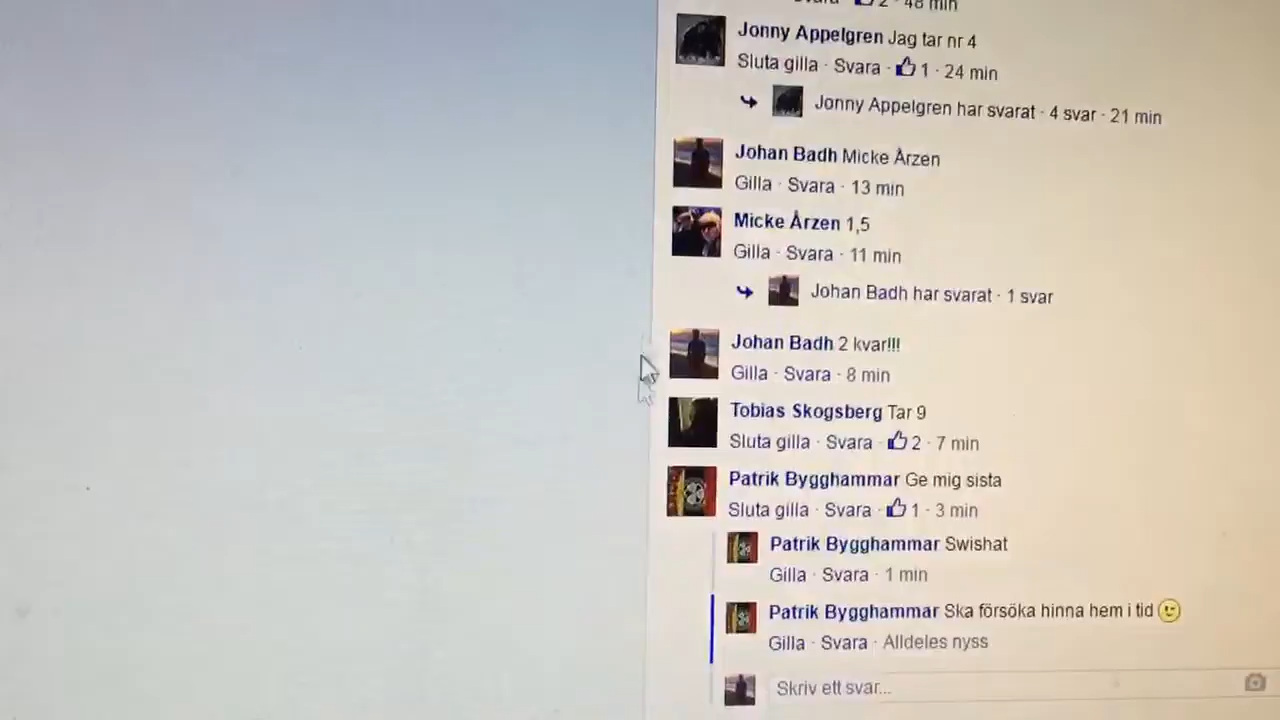 Svara · 2 · 48 min
Jonny Appelgren Jag tar nr 4
Sluta gilla · Svara · 1 · 24 min
Jonny Appelgren har svarat · 4 svar · 21 min
Johan Badh Micke Årzen
Gilla · Svara · 13 min
Micke Årzen 1,5
Gilla · Svara · 11 min
Johan Badh har svarat · 1 svar
Johan Badh 2 kvar!!!
Gilla · Svara · 8 min
Tobias Skogsberg Tar 9
Sluta gilla · Svara · 2 · 7 min
Patrik Bygghammar Ge mig sista
Sluta gilla · Svara · 1 · 3 min
Patrik Bygghammar Swishat
Gilla · Svara · 1 min
Patrik Bygghammar Ska försöka hinna hem i tid
Gilla · Svara · Alldeles nyss
Skriv ett svar...